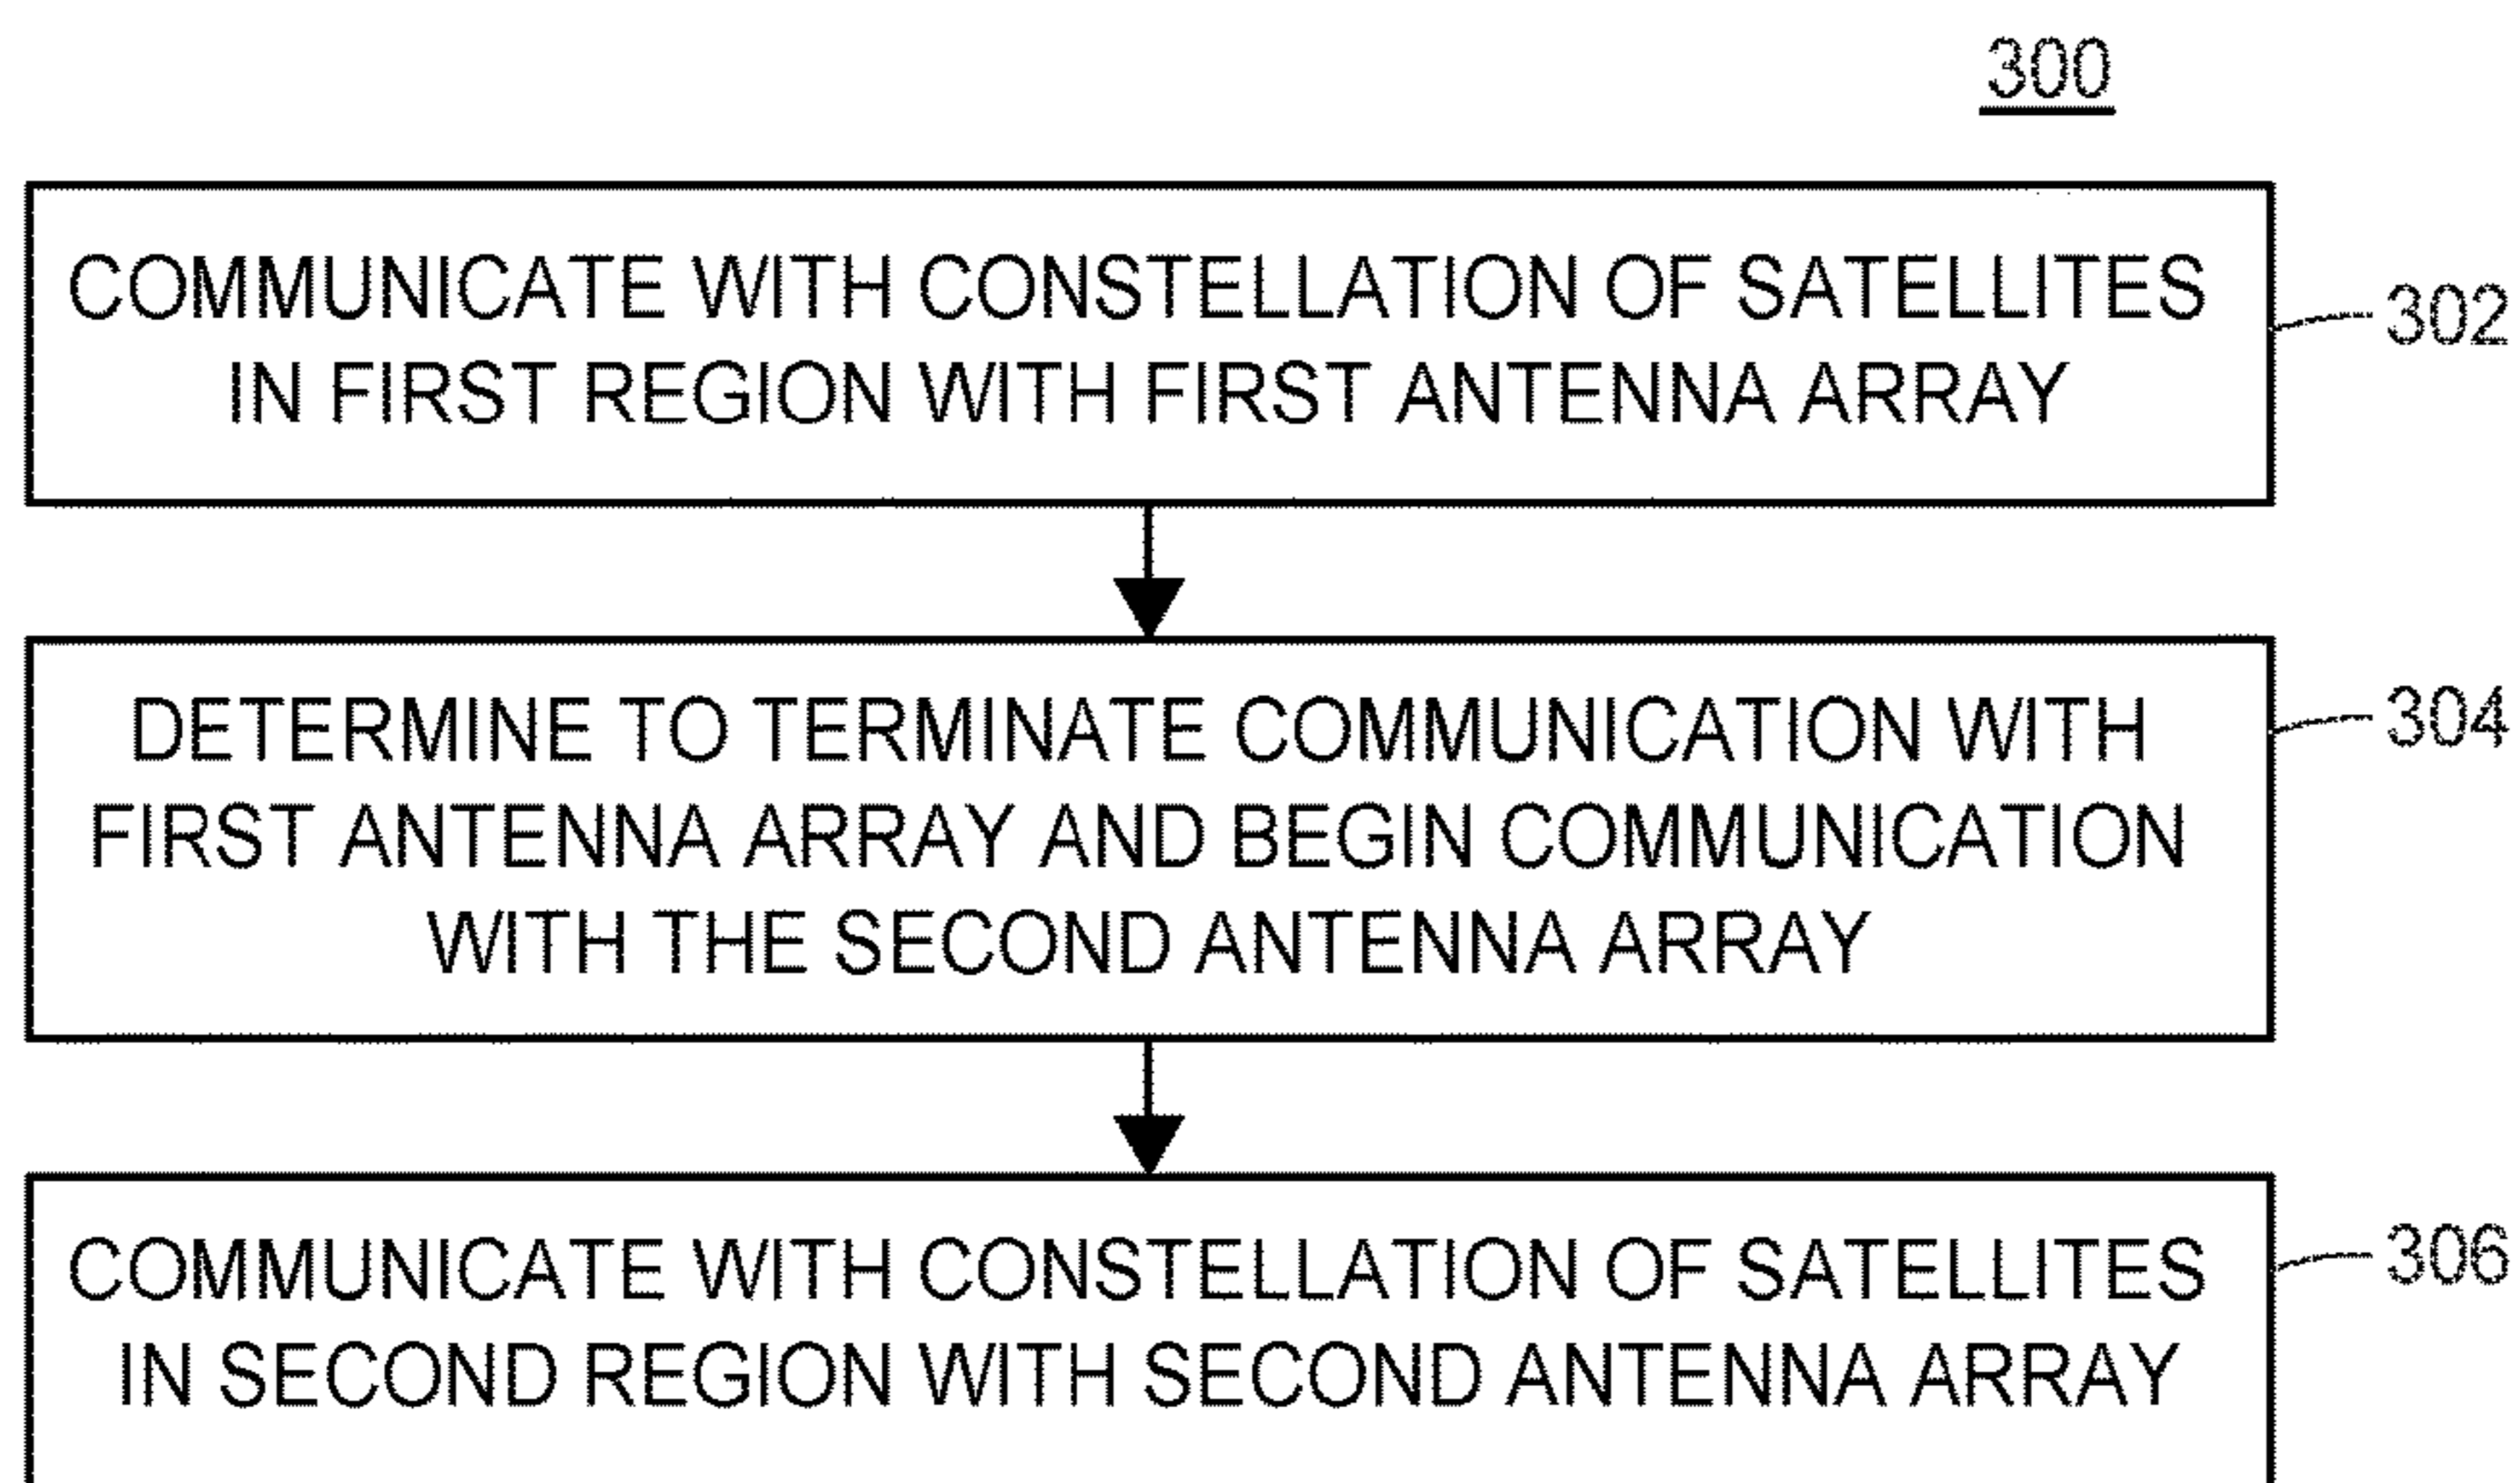 300
COMMUNICATE WITH CONSTELLATION OF SATELLITES
IN FIRST REGION WITH FIRST ANTENNA ARRAY
302
DETERMINE TO TERMINATE COMMUNICATION WITH
FIRST ANTENNA ARRAY AND BEGIN COMMUNICATION
WITH THE SECOND ANTENNA ARRAY
304
COMMUNICATE WITH CONSTELLATION OF SATELLITES
IN SECOND REGION WITH SECOND ANTENNA ARRAY
306